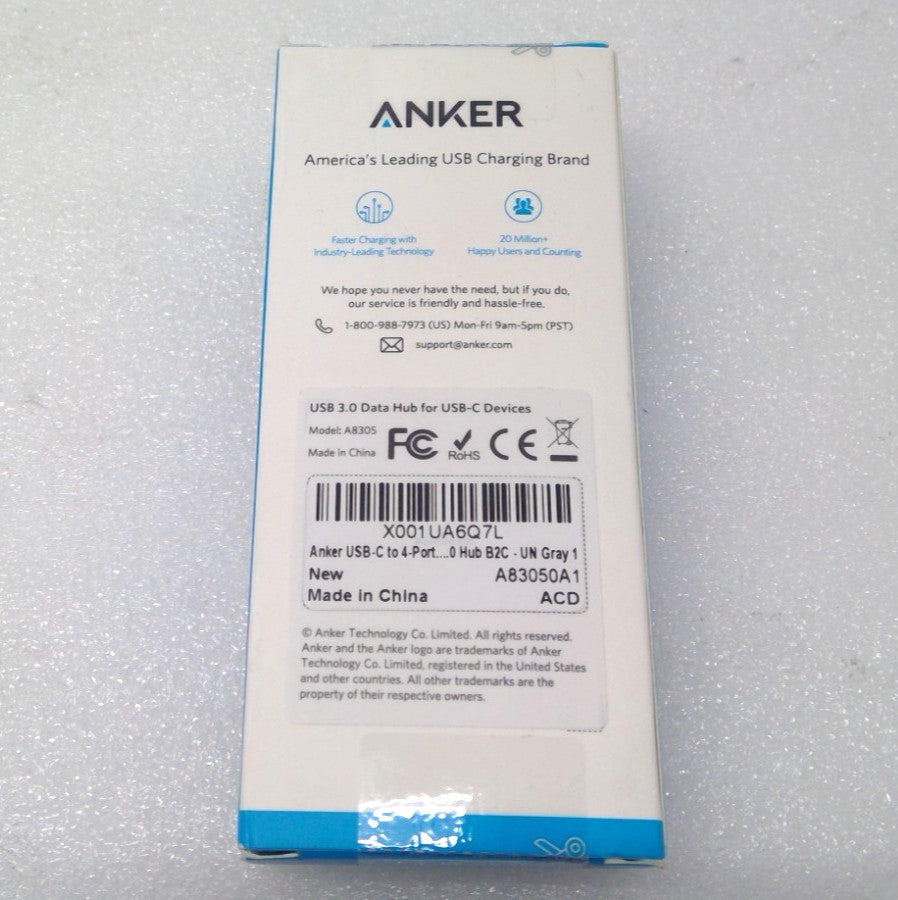 ANKER
America's Leading USB Charging Brand
Faster Charging with
Industry-Leading Technology
20 Million+
Happy Users and Counting
We hope you never have the need, but if you do,
our service is friendly and hassle-free.
1-800-988-7973 (US) Mon-Fri 9am-5pm (PST)
support@anker.com
USB 3.0 Data Hub for USB-C Devices
Model: A8305
Made in China
FC
RoHS
CE
X001UA6Q7L
Anker USB-C to 4-Port....0 Hub B2C - UN Gray 1
New
A83050A1
Made in China
ACD
© Anker Technology Co. Limited. All rights reserved.
Anker and the Anker logo are trademarks of Anker
Technology Co. Limited, registered in the United States
and other countries. All other trademarks are the
property of their respective owners.